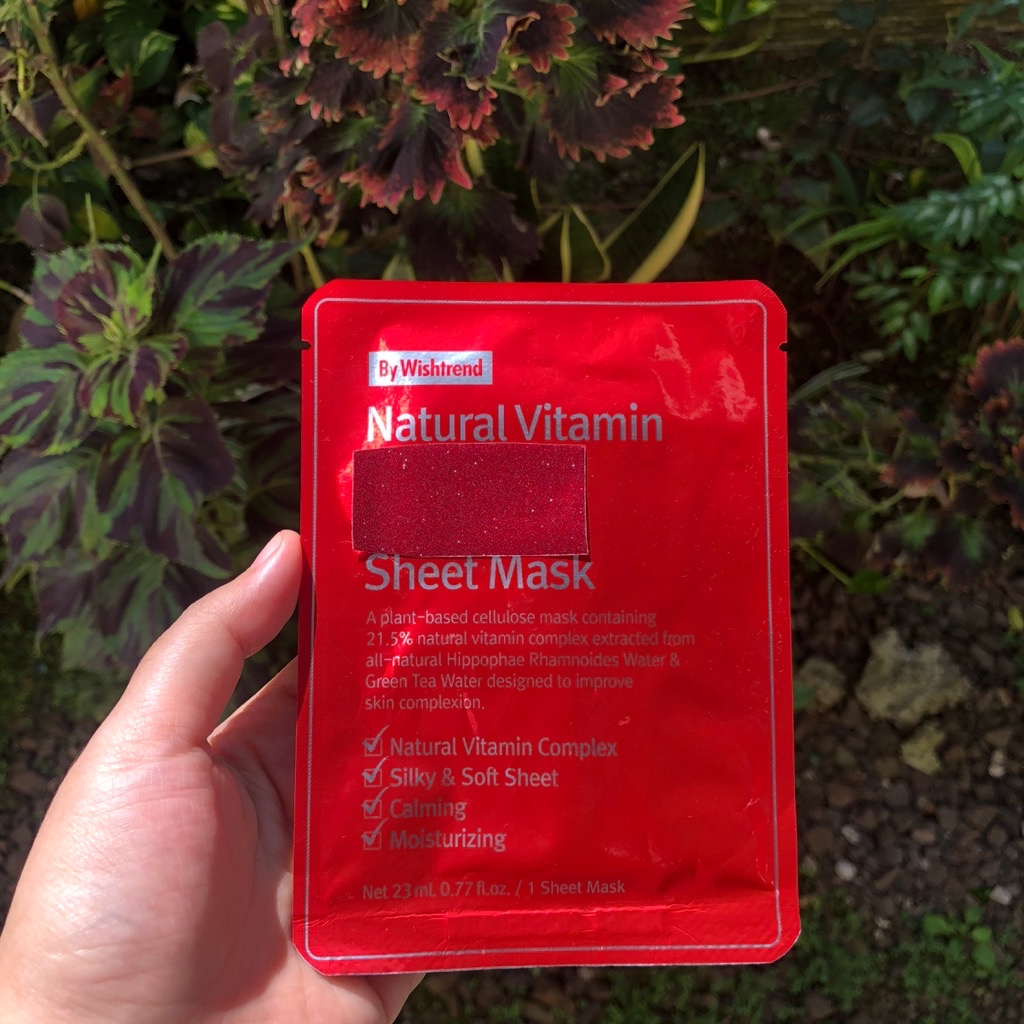 By Wishtrend
Natural Vitamin
Sheet Mask
A plant-based cellulose mask containing
21.5% natural vitamin complex extracted from
all-natural Hippophae Rhamnoides Water &
Green Tea Water designed to improve
skin complexion.
Natural Vitamin Complex
Silky & Soft Sheet
Calming
Moisturizing
Net 23 mL 0.77 fl.oz. / 1 Sheet Mask